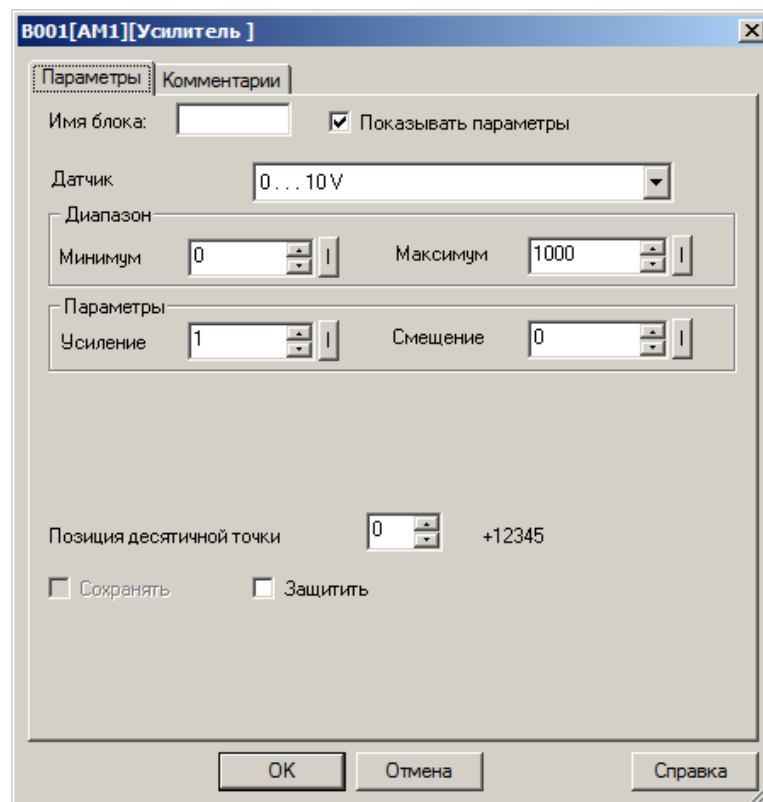 B001[AM1][Усилитель ]
Параметры Комментарии
Имя блока: Показывать параметры
Датчик 0 . . . 10 V
Диапазон
Минимум 0 I Максимум 1000 I
Параметры
Усиление 1 I Смещение 0 I
Позиция десятичной точки 0 +12345
Сохранять Защитить
OK Отмена Справка